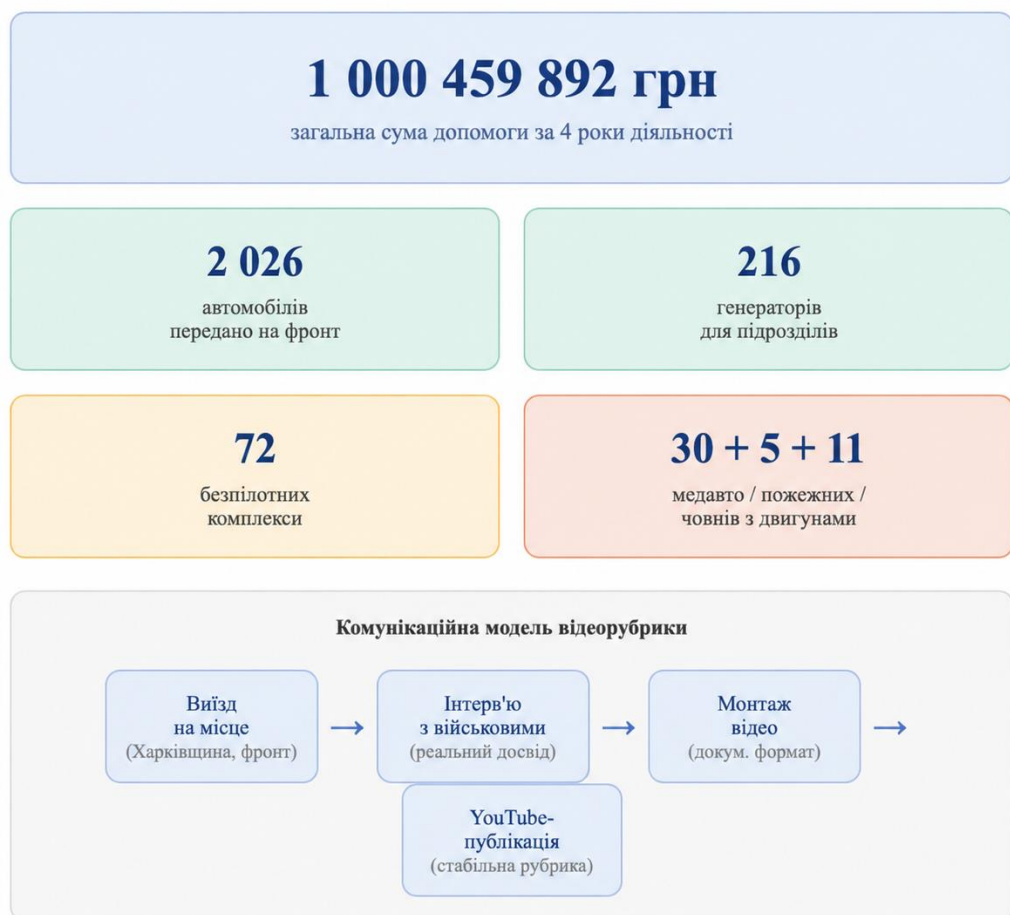 1 000 459 892 грн
загальна сума допомоги за 4 роки діяльності
2 026
автомобілів
передано на фронт
216
генераторів
для підрозділів
72
безпілотних
комплекси
30 + 5 + 11
медавто / пожежних /
човнів з двигунами
Комунікаційна модель відеорубрики
Виїзд
на місце
(Харківщина, фронт)
→
Інтерв'ю
з військовими
(реальний досвід)
→
Монтаж
відео
(докум. формат)
→
YouTube-
публікація
(стабільна рубрика)